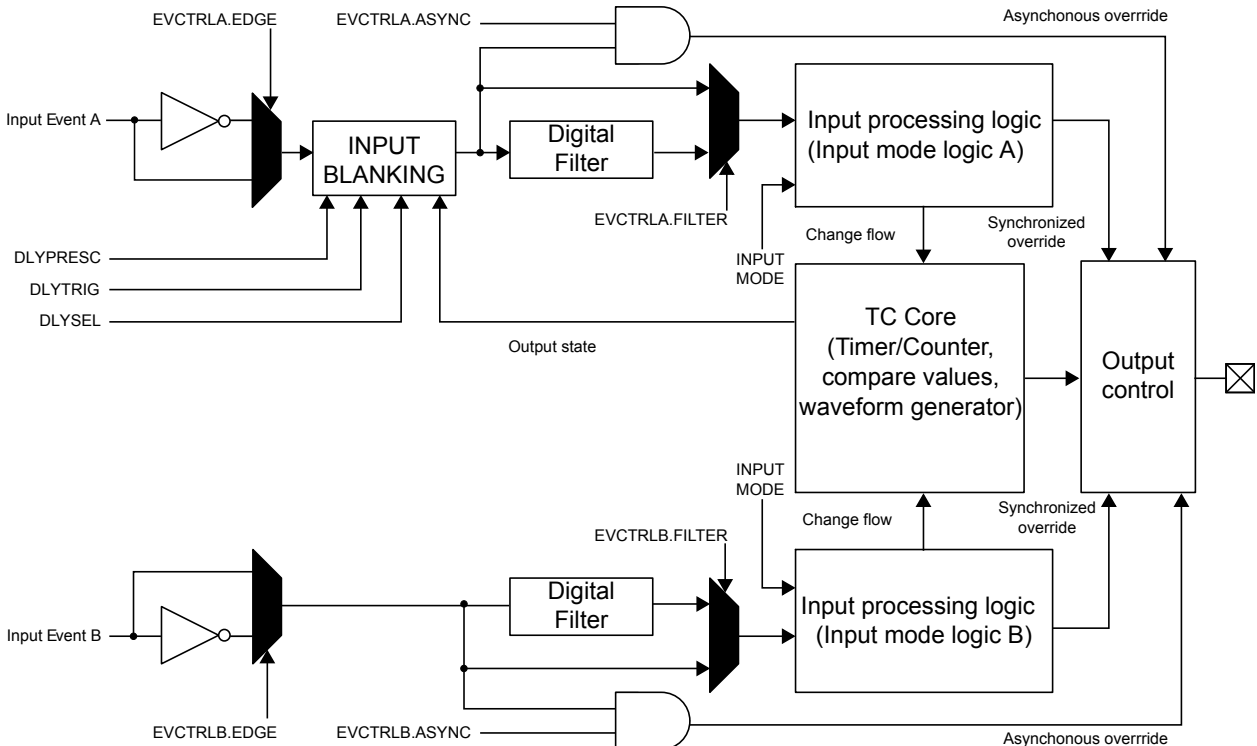 EVCTRLA.EDGE
EVCTRLA.ASYNC
Asynchonous overrride
Input Event A
INPUT
BLANKING
Digital
Filter
Input processing logic
(Input mode logic A)
EVCTRLA.FILTER
DLYPRESC
DLYTRIG
DLYSEL
INPUT
MODE
Change flow
Synchronized
override
Output state
TC Core
(Timer/Counter,
compare values,
waveform generator)
Output
control
INPUT
MODE
Change flow
Synchronized
override
EVCTRLB.FILTER
Input Event B
Digital
Filter
Input processing logic
(Input mode logic B)
EVCTRLB.EDGE
EVCTRLB.ASYNC
Asynchonous overrride